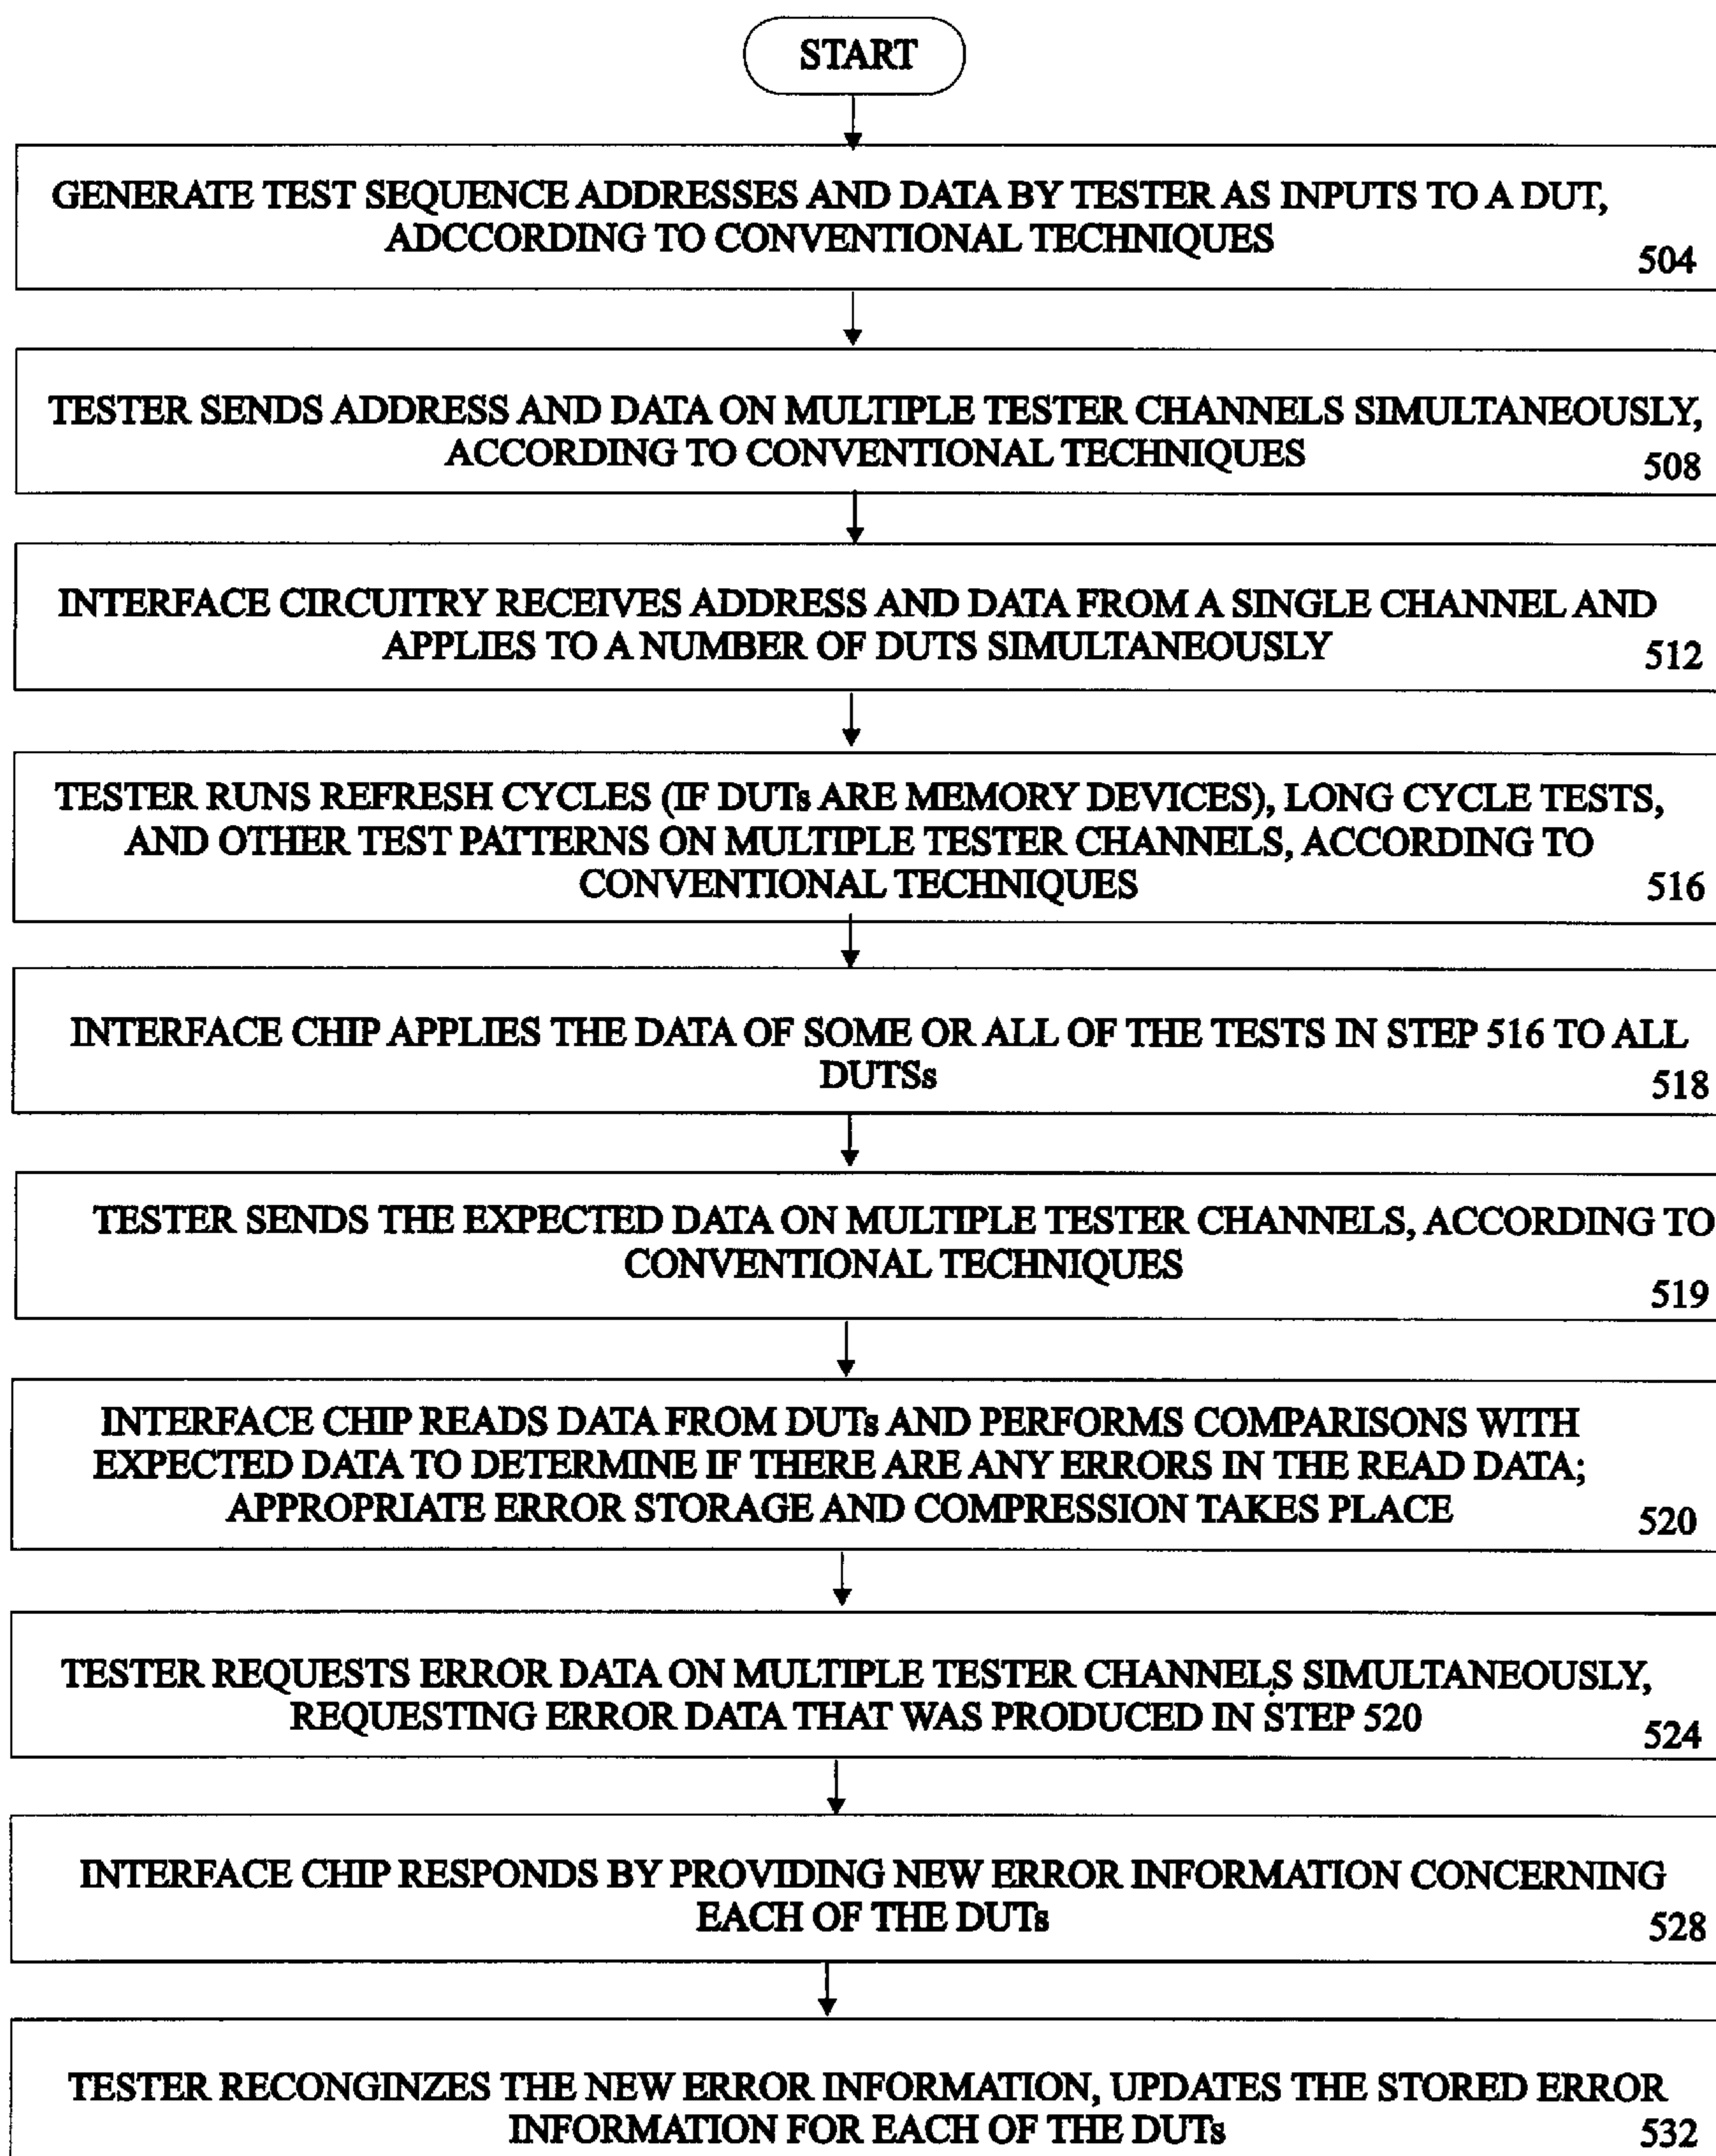 START
GENERATE TEST SEQUENCE ADDRESSES AND DATA BY TESTER AS INPUTS TO A DUT,
ADCCORDING TO CONVENTIONAL TECHNIQUES
504
TESTER SENDS ADDRESS AND DATA ON MULTIPLE TESTER CHANNELS SIMULTANEOUSLY,
ACCORDING TO CONVENTIONAL TECHNIQUES
508
INTERFACE CIRCUITRY RECEIVES ADDRESS AND DATA FROM A SINGLE CHANNEL AND
APPLIES TO A NUMBER OF DUTS SIMULTANEOUSLY
512
TESTER RUNS REFRESH CYCLES (IF DUTs ARE MEMORY DEVICES), LONG CYCLE TESTS,
AND OTHER TEST PATTERNS ON MULTIPLE TESTER CHANNELS, ACCORDING TO
CONVENTIONAL TECHNIQUES
516
INTERFACE CHIP APPLIES THE DATA OF SOME OR ALL OF THE TESTS IN STEP 516 TO ALL
DUTSs
518
TESTER SENDS THE EXPECTED DATA ON MULTIPLE TESTER CHANNELS, ACCORDING TO
CONVENTIONAL TECHNIQUES
519
INTERFACE CHIP READS DATA FROM DUTs AND PERFORMS COMPARISONS WITH
EXPECTED DATA TO DETERMINE IF THERE ARE ANY ERRORS IN THE READ DATA;
APPROPRIATE ERROR STORAGE AND COMPRESSION TAKES PLACE
520
TESTER REQUESTS ERROR DATA ON MULTIPLE TESTER CHANNELS SIMULTANEOUSLY,
REQUESTING ERROR DATA THAT WAS PRODUCED IN STEP 520
524
INTERFACE CHIP RESPONDS BY PROVIDING NEW ERROR INFORMATION CONCERNING
EACH OF THE DUTs
528
TESTER RECONGINZES THE NEW ERROR INFORMATION, UPDATES THE STORED ERROR
INFORMATION FOR EACH OF THE DUTs
532